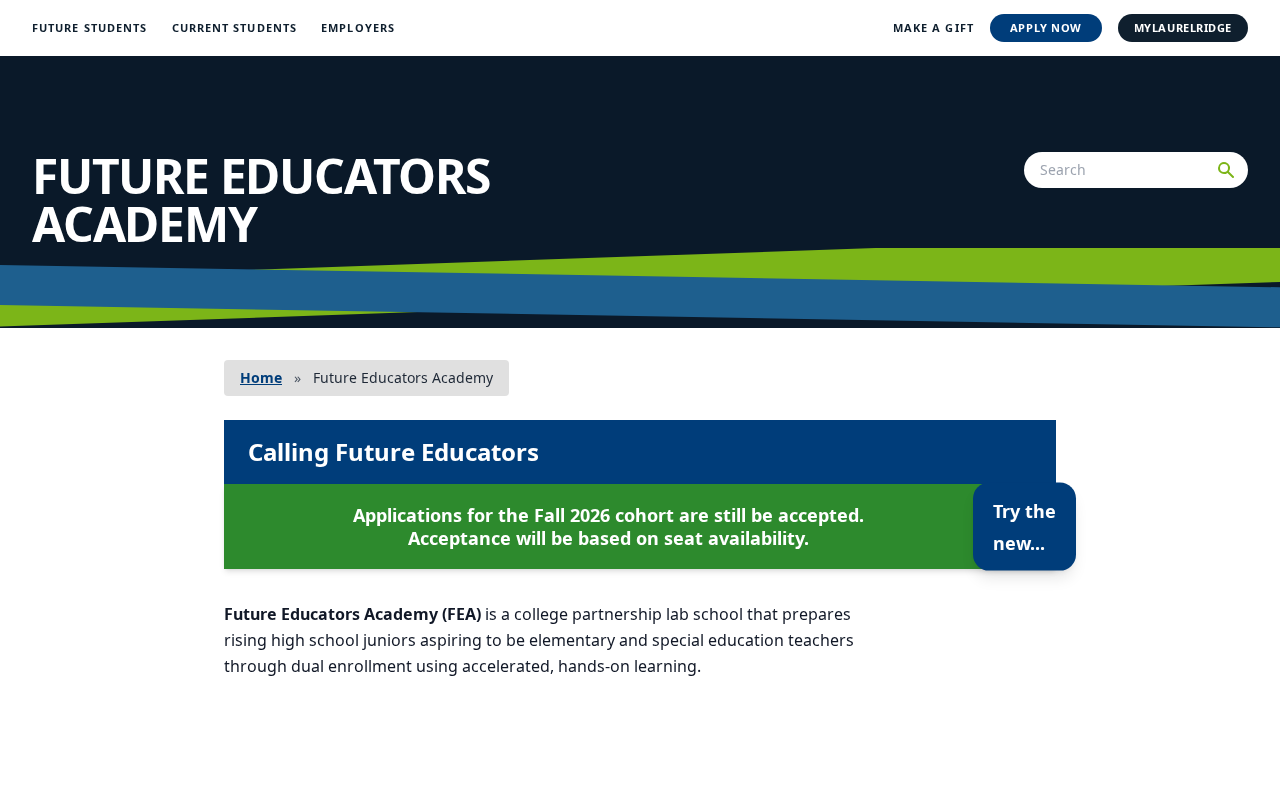 FUTURE STUDENTS CURRENT STUDENTS EMPLOYERS MAKE A GIFT APPLY NOW MYLAURELRIDGE
FUTURE EDUCATORS
ACADEMY
Search
Home » Future Educators Academy
Calling Future Educators
Applications for the Fall 2026 cohort are still be accepted.
Acceptance will be based on seat availability.
Try the
new...
Future Educators Academy (FEA) is a college partnership lab school that prepares
rising high school juniors aspiring to be elementary and special education teachers
through dual enrollment using accelerated, hands-on learning.